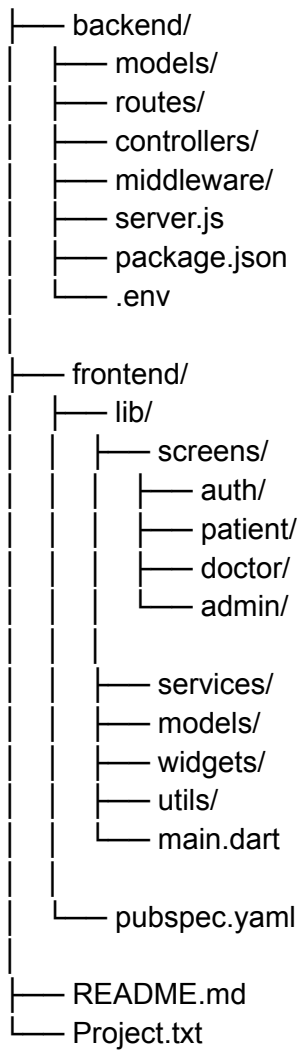 ├── backend/
│   ├── models/
│   ├── routes/
│   ├── controllers/
│   ├── middleware/
│   ├── server.js
│   ├── package.json
│   └── .env
│
├── frontend/
│   ├── lib/
│   │   ├── screens/
│   │   │   ├── auth/
│   │   │   ├── patient/
│   │   │   ├── doctor/
│   │   │   └── admin/
│   │   │
│   │   ├── services/
│   │   ├── models/
│   │   ├── widgets/
│   │   ├── utils/
│   │   └── main.dart
│   │
│   └── pubspec.yaml
│
├── README.md
└── Project.txt